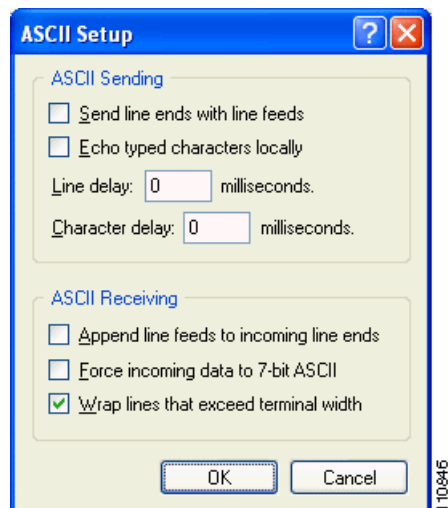 ASCII Setup
ASCII Sending
Send line ends with line feeds
Echo typed characters locally
Line delay: 0 milliseconds.
Character delay: 0 milliseconds.
ASCII Receiving
Append line feeds to incoming line ends
Force incoming data to 7-bit ASCII
Wrap lines that exceed terminal width
OK Cancel
110846